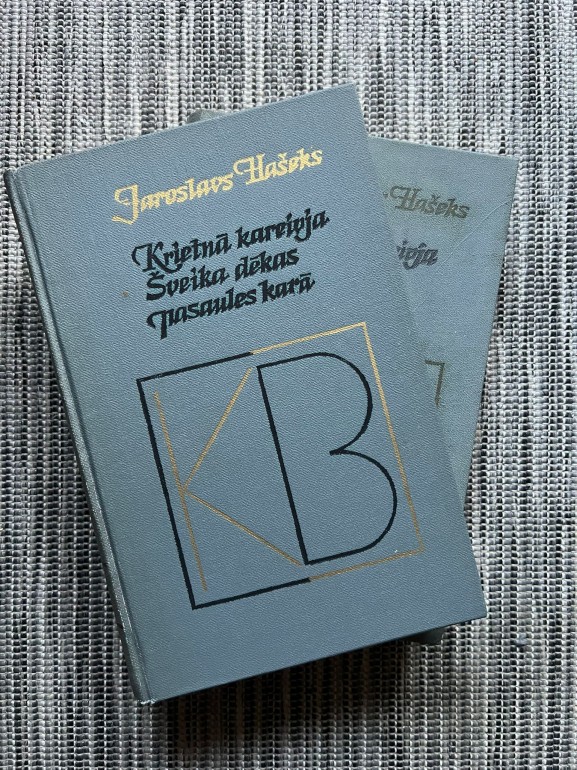 Jaroslavs Hašeks
Krietnā kareivja
Šveika dēkas
pasaules karā
KB
Hašeks